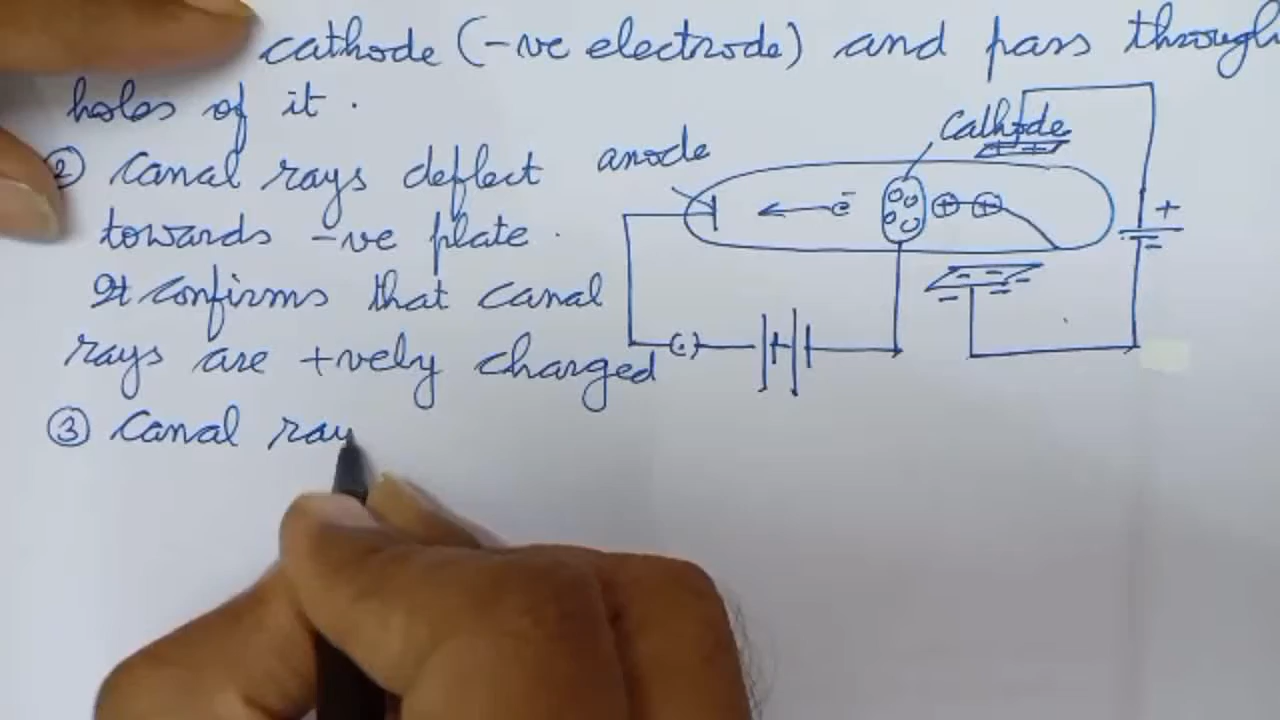 cathode (-ve electrode) and pass through
holes of it.
② Canal rays deflect
towards -ve plate.
It confirms that canal
rays are +vely charged
③ Canal ray
anode
Cathode
e-
+ +
+